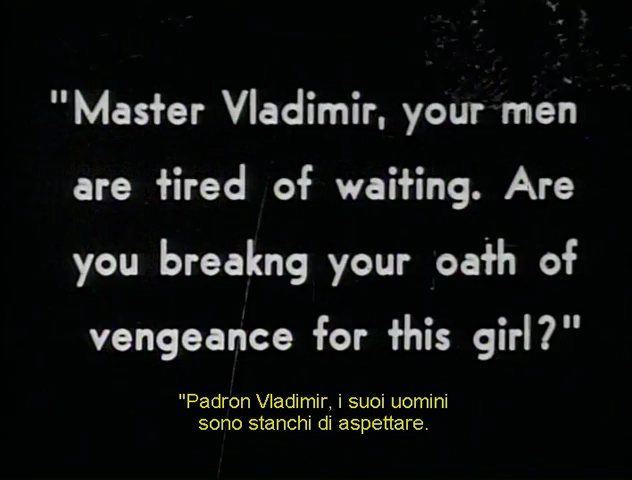 "Master Vladimir, your men
are tired of waiting. Are
you breakng your oath of
vengeance for this girl?"
"Padron Vladimir, i suoi uomini
sono stanchi di aspettare.